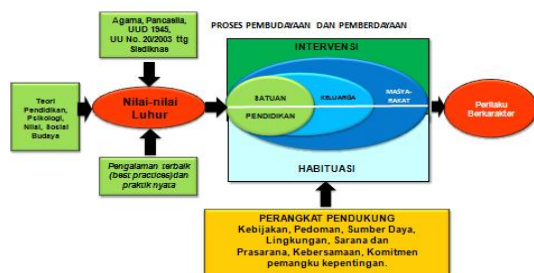 Agama, Pancasila,
UUD 1945,
UU No. 20/2003 ttg
Sisdiknas
PROSES PEMBUDAYAAN DAN PEMBERDAYAAN
INTERVENSI
Teori
Pendidikan,
Psikologi,
Nilai, Sosial
Budaya
Nilai-nilai
Luhur
SATUAN
PENDIDIKAN
KELUARGA
MASYA-
RAKAT
Perilaku
Berkarakter
Pengalaman terbaik
(best practices)dan
praktik nyata
HABITUASI
PERANGKAT PENDUKUNG
Kebijakan, Pedoman, Sumber Daya,
Lingkungan, Sarana dan
Prasarana, Kebersamaan, Komitmen
pemangku kepentingan.